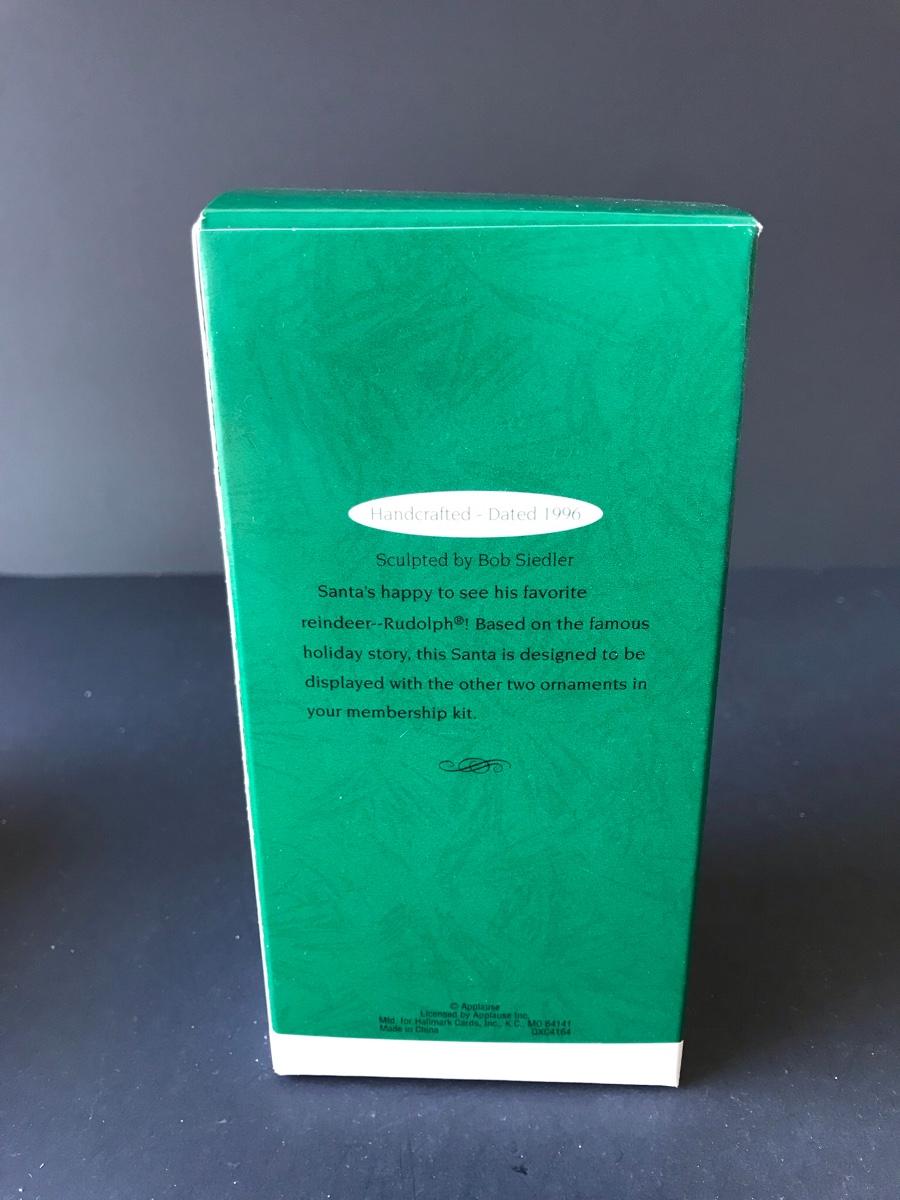 Handcrafted - Dated 1996
Sculpted by Bob Siedler
Santa's happy to see his favorite
reindeer--Rudolph®! Based on the famous
holiday story, this Santa is designed to be
displayed with the other two ornaments in
your membership kit.
© Applause
Licensed by Applause Inc.
Mfd. for Hallmark Cards, Inc., K.C., MO 64141
Made in China QXC4164